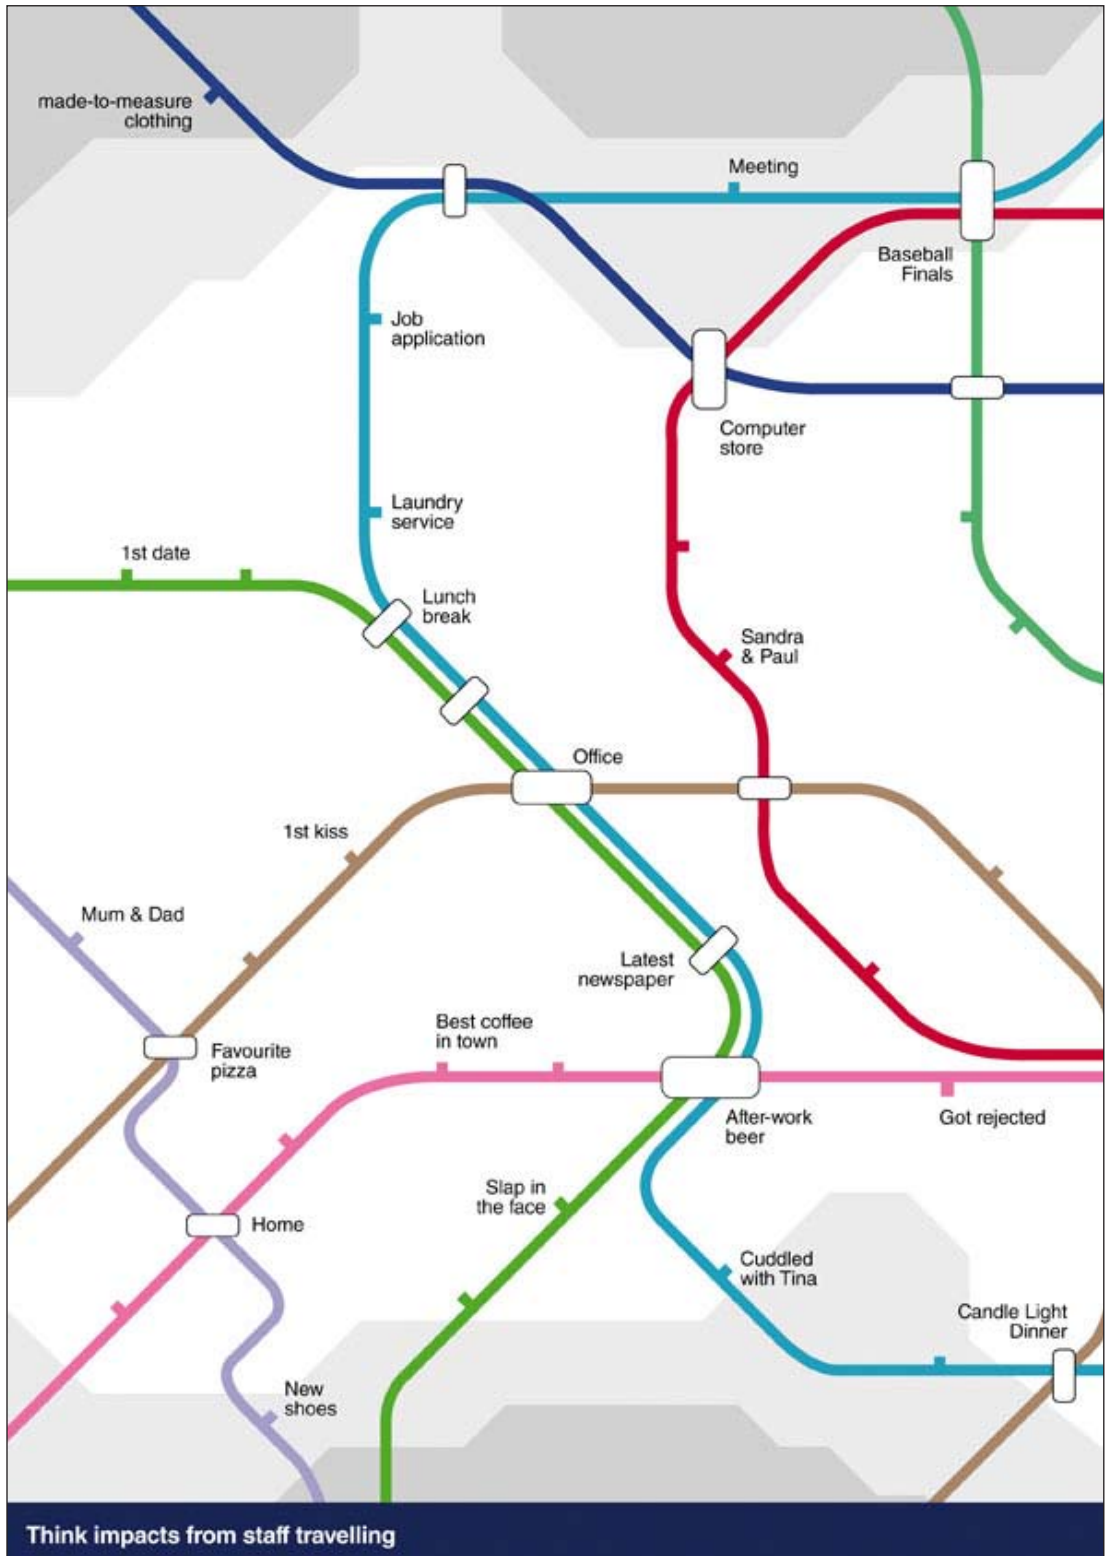 made-to-measure
clothing
Meeting
Baseball
Finals
Job
application
Computer
store
Laundry
service
1st date
Lunch
break
Sandra
& Paul
Office
1st kiss
Mum & Dad
Latest
newspaper
Best coffee
in town
Favourite
pizza
After-work
beer
Got rejected
Slap in
the face
Home
Cuddled
with Tina
Candle Light
Dinner
New
shoes
Think impacts from staff travelling